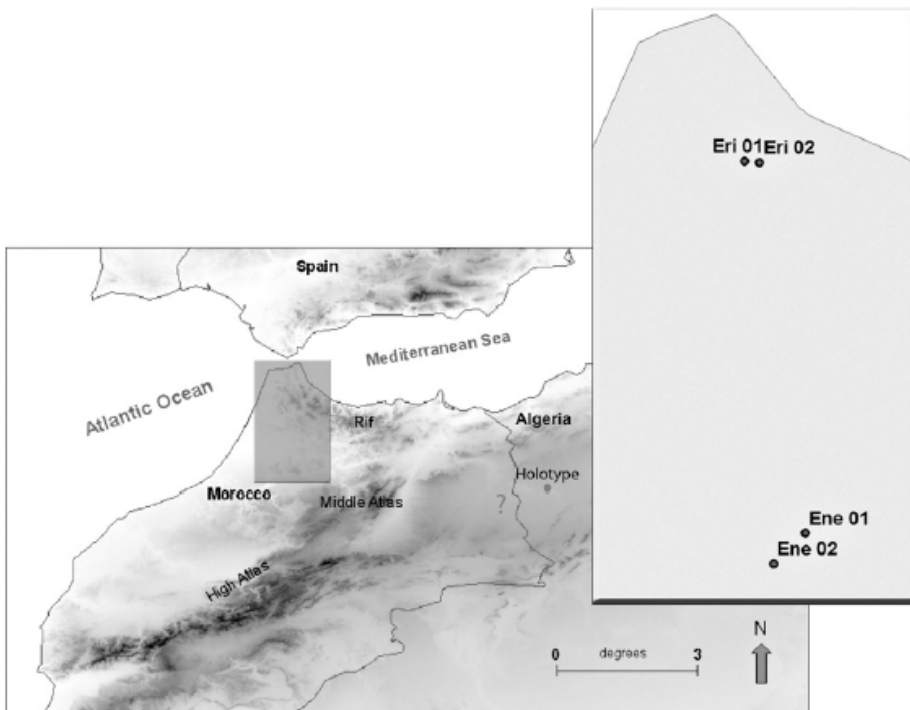 Eri 01 Eri 02
Spain
Mediterranean Sea
Atlantic Ocean
Rif
Algeria
Holotype
Morocco
Middle Atlas
?
Ene 01
Ene 02
High Atlas
N
0 degrees 3